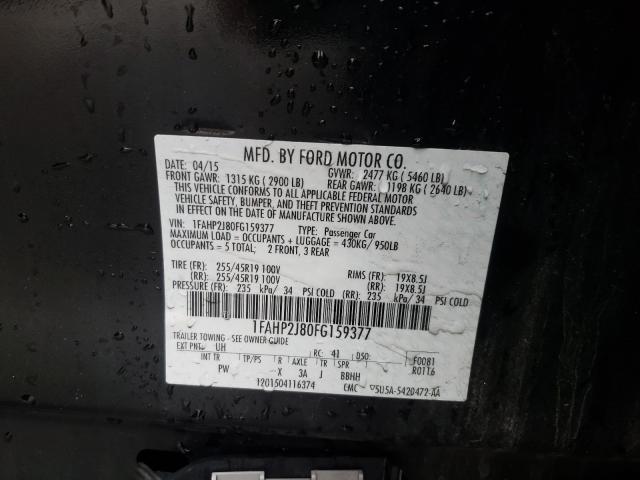 MFD. BY FORD MOTOR CO.
DATE: 04/15 GVWR: 2477 KG ( 5460 LB)
FRONT GAWR: 1315 KG ( 2900 LB) REAR GAWR: 1198 KG ( 2640 LB)
THIS VEHICLE CONFORMS TO ALL APPLICABLE FEDERAL MOTOR
VEHICLE SAFETY, BUMPER, AND THEFT PREVENTION STANDARDS
IN EFFECT ON THE DATE OF MANUFACTURE SHOWN ABOVE.
VIN: 1FAHP2J80FG159377 TYPE: Passenger Car
MAXIMUM LOAD = OCCUPANTS + LUGGAGE = 430KG/ 950LB
OCCUPANTS = 5 TOTAL; 2 FRONT, 3 REAR
TIRE (FR): 255/45R19 100V RIMS (FR): 19X8.5J
(RR): 255/45R19 100V (RR): 19X8.5J
PRESSURE (FR): 235 kPa/ 34 PSI COLD (RR): 235 kPa/ 34 PSI COLD
1FAHP2J80FG159377
TRAILER TOWING - SEE OWNER GUIDE
EXT PNT: UH RC: 41 DSO: F0081
INT TR TP/PS R AXLE TR SPR R0116
PW X 3A J BBHH
1201504116374 CMC ▽5U5A-5420472-AA